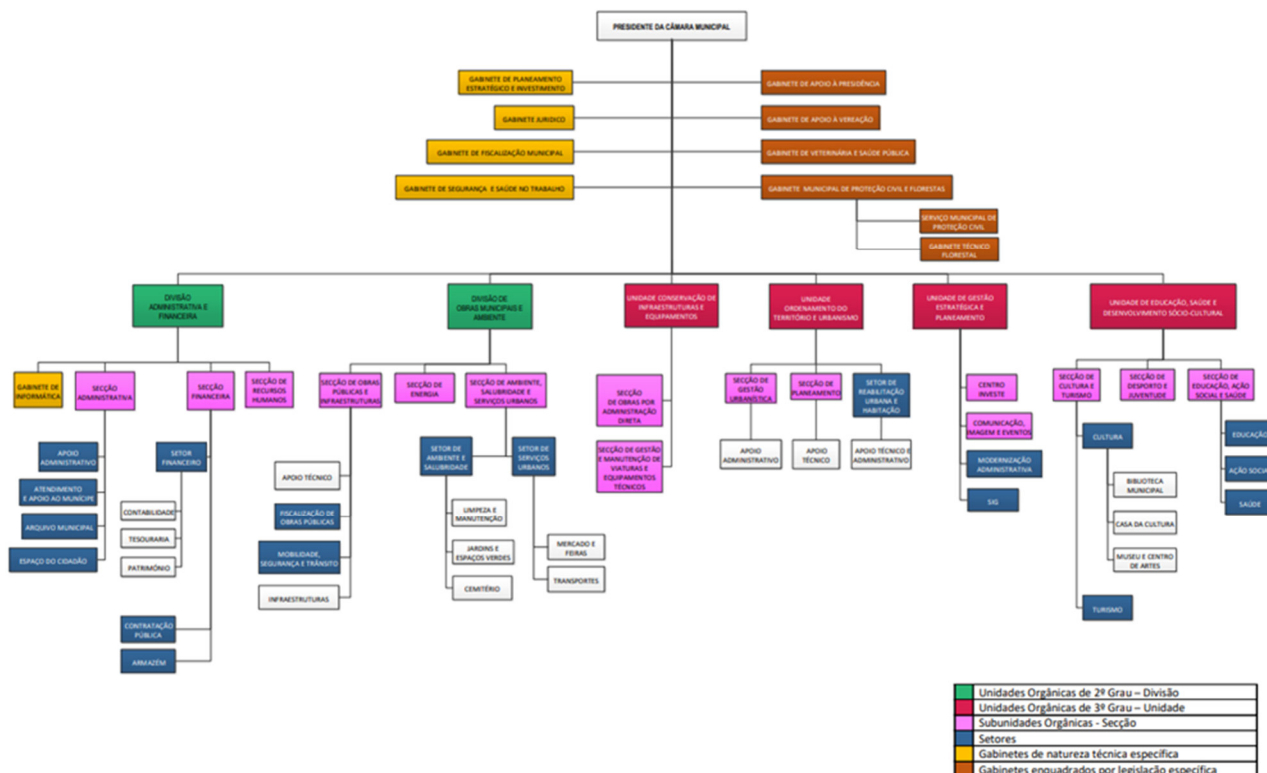 PRESIDENTE DA CÂMARA MUNICIPAL
GABINETE DE PLANEAMENTO
ESTRATÉGICO E INVESTIMENTO
GABINETE DE APOIO À PRESIDÊNCIA
GABINETE JURIDICO
GABINETE DE APOIO À VEREAÇÃO
GABINETE DE FISCALIZAÇÃO MUNICIPAL
GABINETE DE VETERINÁRIA E SAÚDE PÚBLICA
GABINETE DE SEGURANÇA E SAÚDE NO TRABALHO
GABINETE MUNICIPAL DE PROTEÇÃO CIVIL E FLORESTAS
SERVIÇO MUNICIPAL DE
PROTEÇÃO CIVIL
GABINETE TÉCNICO
FLORESTAL
DIVISÃO
ADMINISTRATIVA E
FINANCEIRA
DIVISÃO DE
OBRAS MUNICIPAIS E
AMBIENTE
UNIDADE CONSERVAÇÃO DE
INFRAESTRUTURAS E
EQUIPAMENTOS
UNIDADE
ORDENAMENTO DO
TERRITÓRIO E URBANISMO
UNIDADE DE GESTÃO
ESTRATÉGICA E
PLANEAMENTO
UNIDADE DE EDUCAÇÃO, SAÚDE E
DESENVOLVIMENTO SÓCIO-CULTURAL
GABINETE DE
INFORMÁTICA
SECÇÃO
ADMINISTRATIVA
SECÇÃO
FINANCEIRA
SECÇÃO DE
RECURSOS
HUMANOS
APOIO
ADMINISTRATIVO
ATENDIMENTO
E APOIO AO MUNÍCIPE
ARQUIVO MUNICIPAL
ESPAÇO DO CIDADÃO
SETOR
FINANCEIRO
CONTABILIDADE
TESOURARIA
PATRIMÓNIO
CONTRATAÇÃO
PÚBLICA
ARMAZÉM
SECÇÃO DE OBRAS
PÚBLICAS E
INFRAESTRUTURAS
SECÇÃO DE
ENERGIA
SECÇÃO DE AMBIENTE,
SALUBRIDADE E
SERVIÇOS URBANOS
APOIO TÉCNICO
FISCALIZAÇÃO DE
OBRAS PÚBLICAS
MOBILIDADE,
SEGURANÇA E TRÂNSITO
INFRAESTRUTURAS
SETOR DE
AMBIENTE E
SALUBRIDADE
SETOR DE
SERVIÇOS
URBANOS
LIMPEZA E
MANUTENÇÃO
JARDINS E
ESPAÇOS VERDES
CEMITÉRIO
MERCADO E
FEIRAS
TRANSPORTES
SECÇÃO
DE OBRAS POR
ADMINISTRAÇÃO
DIRETA
SECÇÃO DE GESTÃO
E MANUTENÇÃO DE
VIATURAS E
EQUIPAMENTOS
TÉCNICOS
SECÇÃO DE
GESTÃO
URBANÍSTICA
SECÇÃO DE
PLANEAMENTO
SETOR DE
REABILITAÇÃO
URBANA E
HABITAÇÃO
APOIO
ADMINISTRATIVO
APOIO
TÉCNICO
APOIO TÉCNICO E
ADMINISTRATIVO
CENTRO
INVESTE
COMUNICAÇÃO,
IMAGEM E EVENTOS
MODERNIZAÇÃO
ADMINISTRATIVA
SIG
SECÇÃO DE
CULTURA E
TURISMO
SECÇÃO DE
DESPORTO E
JUVENTUDE
SECÇÃO DE
EDUCAÇÃO, AÇÃO
SOCIAL E SAÚDE
CULTURA
BIBLIOTECA
MUNICIPAL
CASA DA CULTURA
MUSEU E CENTRO
DE ARTES
TURISMO
EDUCAÇÃO
AÇÃO SOCIAL
SAÚDE
Unidades Orgânicas de 2º Grau – Divisão
Unidades Orgânicas de 3º Grau – Unidade
Subunidades Orgânicas - Secção
Setores
Gabinetes de natureza técnica específica
Gabinetes enquadrados por legislação específica